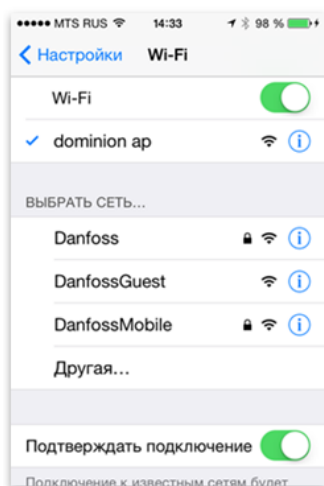 MTS RUS 14:33 98 %
Настройки Wi-Fi
Wi-Fi
dominion ap
ВЫБРАТЬ СЕТЬ...
Danfoss
DanfossGuest
DanfossMobile
Другая...
Подтверждать подключение
Подключение к известным сетям будет